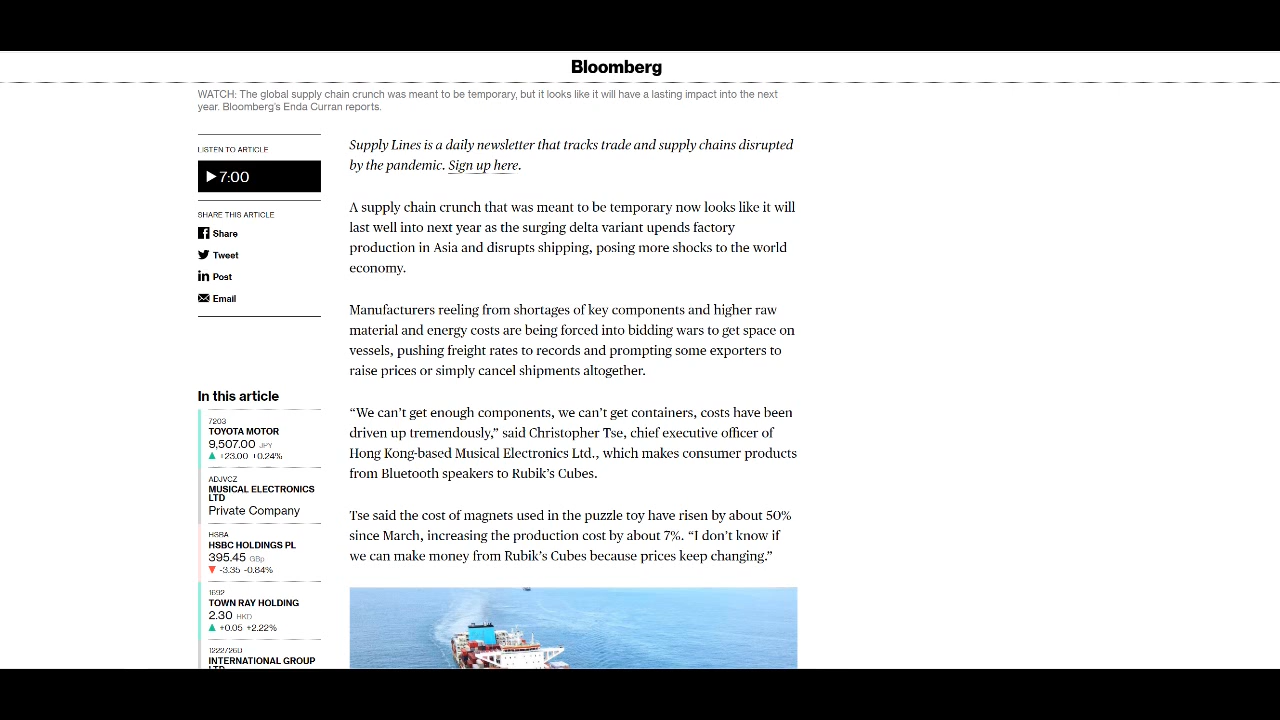 Bloomberg
WATCH: The global supply chain crunch was meant to be temporary, but it looks like it will have a lasting impact into the next
year. Bloomberg's Enda Curran reports.
LISTEN TO ARTICLE
7:00
SHARE THIS ARTICLE
Share
Tweet
Post
Email
In this article
7203
TOYOTA MOTOR
9,507.00 JPY
+23.00 +0.24%
ADJVCZ
MUSICAL ELECTRONICS
LTD
Private Company
HSBA
HSBC HOLDINGS PL
395.45 GBp
-3.35 -0.84%
1692
TOWN RAY HOLDING
2.30 HKD
+0.05 +2.22%
1222726D
INTERNATIONAL GROUP
LTD
Supply Lines is a daily newsletter that tracks trade and supply chains disrupted
by the pandemic. Sign up here.
A supply chain crunch that was meant to be temporary now looks like it will
last well into next year as the surging delta variant upends factory
production in Asia and disrupts shipping, posing more shocks to the world
economy.
Manufacturers reeling from shortages of key components and higher raw
material and energy costs are being forced into bidding wars to get space on
vessels, pushing freight rates to records and prompting some exporters to
raise prices or simply cancel shipments altogether.
“We can’t get enough components, we can’t get containers, costs have been
driven up tremendously,” said Christopher Tse, chief executive officer of
Hong Kong-based Musical Electronics Ltd., which makes consumer products
from Bluetooth speakers to Rubik’s Cubes.
Tse said the cost of magnets used in the puzzle toy have risen by about 50%
since March, increasing the production cost by about 7%. “I don’t know if
we can make money from Rubik’s Cubes because prices keep changing.”